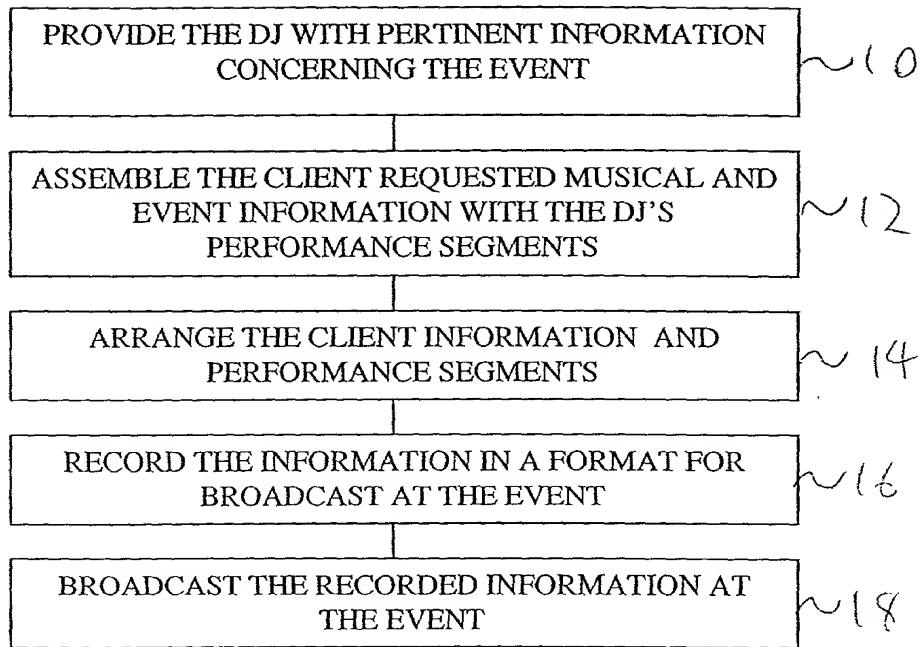 PROVIDE THE DJ WITH PERTINENT INFORMATION
CONCERNING THE EVENT
10
ASSEMBLE THE CLIENT REQUESTED MUSICAL AND
EVENT INFORMATION WITH THE DJ'S
PERFORMANCE SEGMENTS
12
ARRANGE THE CLIENT INFORMATION AND
PERFORMANCE SEGMENTS
14
RECORD THE INFORMATION IN A FORMAT FOR
BROADCAST AT THE EVENT
16
BROADCAST THE RECORDED INFORMATION AT
THE EVENT
18